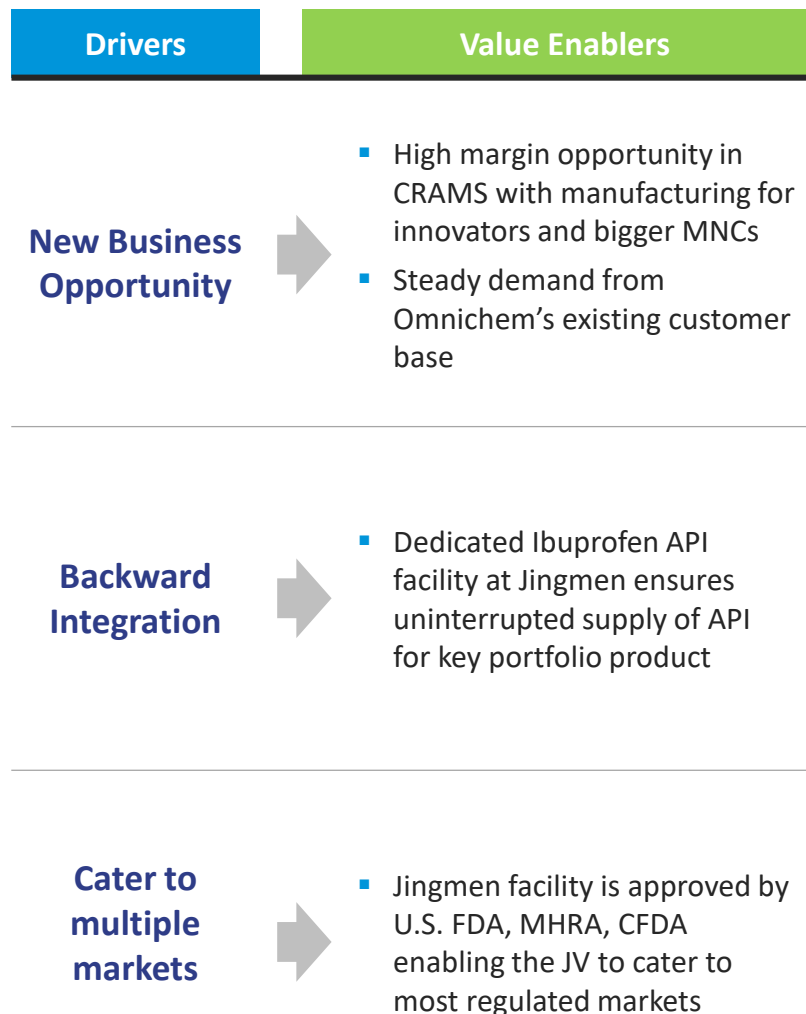 Drivers
Value Enablers
New Business
Opportunity
▪ High margin opportunity in
CRAMS with manufacturing for
innovators and bigger MNCs
▪ Steady demand from
Omnichem’s existing customer
base
Backward
Integration
▪ Dedicated Ibuprofen API
facility at Jingmen ensures
uninterrupted supply of API
for key portfolio product
Cater to
multiple
markets
▪ Jingmen facility is approved by
U.S. FDA, MHRA, CFDA
enabling the JV to cater to
most regulated markets